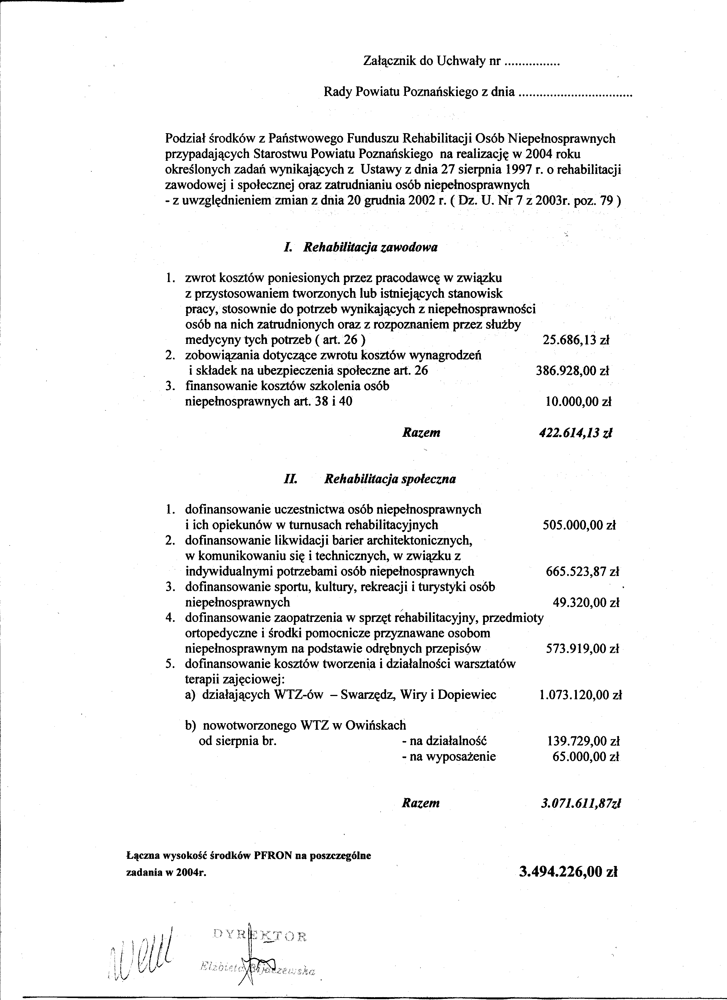 Załącznik do Uchwały nr ................
Rady Powiatu Poznańskiego z dnia ................................
Podział środków z Państwowego Funduszu Rehabilitacji Osób Niepełnosprawnych
przypadających Starostwu Powiatu Poznańskiego na realizację w 2004 roku
określonych zadań wynikających z Ustawy z dnia 27 sierpnia 1997 r. o rehabilitacji
zawodowej i społecznej oraz zatrudnianiu osób niepełnosprawnych
- z uwzględnieniem zmian z dnia 20 grudnia 2002 r. ( Dz. U. Nr 7 z 2003r. poz. 79 )
I. Rehabilitacja zawodowa
1. zwrot kosztów poniesionych przez pracodawcę w związku
z przystosowaniem tworzonych lub istniejących stanowisk
pracy, stosownie do potrzeb wynikających z niepełnosprawności
osób na nich zatrudnionych oraz z rozpoznaniem przez służby
medycyny tych potrzeb ( art. 26 ) 25.686,13 zł
2. zobowiązania dotyczące zwrotu kosztów wynagrodzeń
i składek na ubezpieczenia społeczne art. 26 386.928,00 zł
3. finansowanie kosztów szkolenia osób
niepełnosprawnych art. 38 i 40 10.000,00 zł
Razem 422.614,13 zł
II. Rehabilitacja społeczna
1. dofinansowanie uczestnictwa osób niepełnosprawnych
i ich opiekunów w turnusach rehabilitacyjnych 505.000,00 zł
2. dofinansowanie likwidacji barier architektonicznych,
w komunikowaniu się i technicznych, w związku z
indywidualnymi potrzebami osób niepełnosprawnych 665.523,87 zł
3. dofinansowanie sportu, kultury, rekreacji i turystyki osób
niepełnosprawnych 49.320,00 zł
4. dofinansowanie zaopatrzenia w sprzęt rehabilitacyjny, przedmioty
ortopedyczne i środki pomocnicze przyznawane osobom
niepełnosprawnym na podstawie odrębnych przepisów 573.919,00 zł
5. dofinansowanie kosztów tworzenia i działalności warsztatów
terapii zajęciowej:
a) działających WTZ-ów – Swarzędz, Wiry i Dopiewiec 1.073.120,00 zł
b) nowotworzonego WTZ w Owińskach
od sierpnia br. - na działalność 139.729,00 zł
- na wyposażenie 65.000,00 zł
Razem 3.071.611,87zł
Łączna wysokość środków PFRON na poszczególne
zadania w 2004r. 3.494.226,00 zł
DYREKTOR
Elżbieta